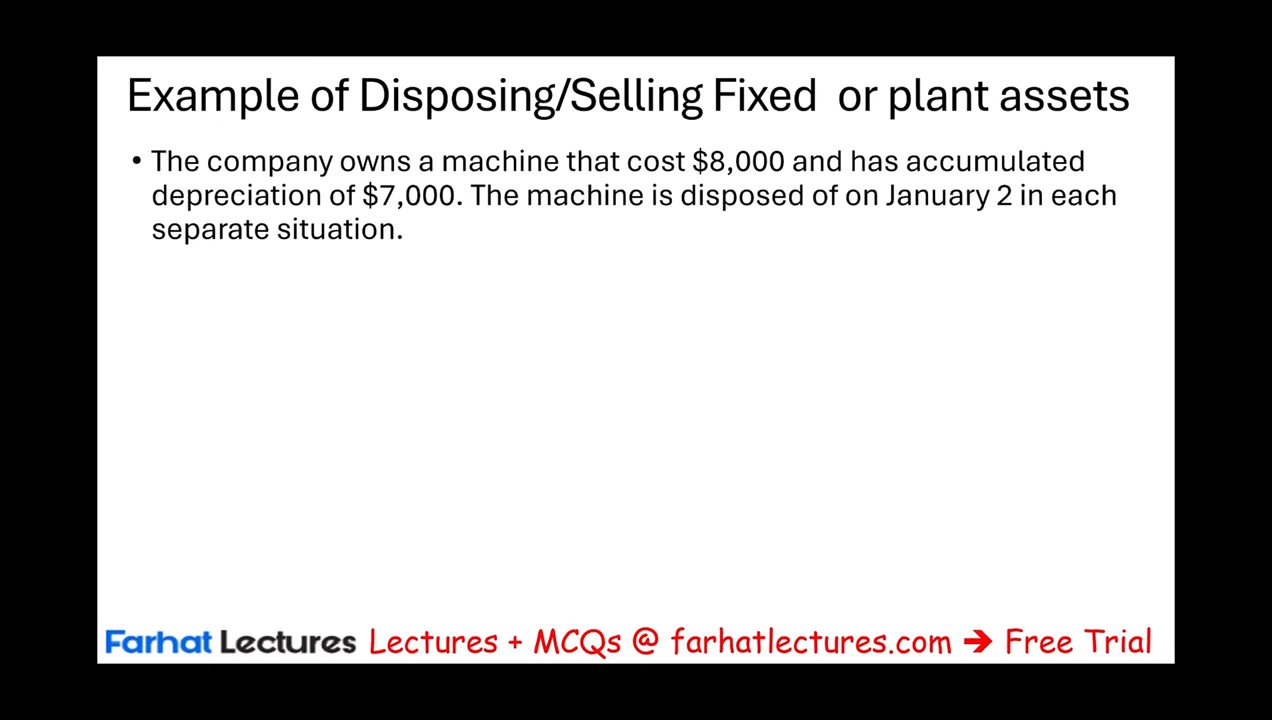 Example of Disposing/Selling Fixed  or plant assets
• The company owns a machine that cost $8,000 and has accumulated
depreciation of $7,000. The machine is disposed of on January 2 in each
separate situation.
Farhat Lectures Lectures + MCQs @ farhatlectures.com ➔ Free Trial